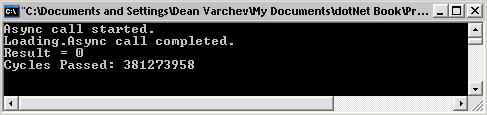 "C:\Documents and Settings\Dean Varchev\My Documents\dotNet Book\Pr...
Async call started.
Loading.Async call completed.
Result = 0
Cycles Passed: 381273958